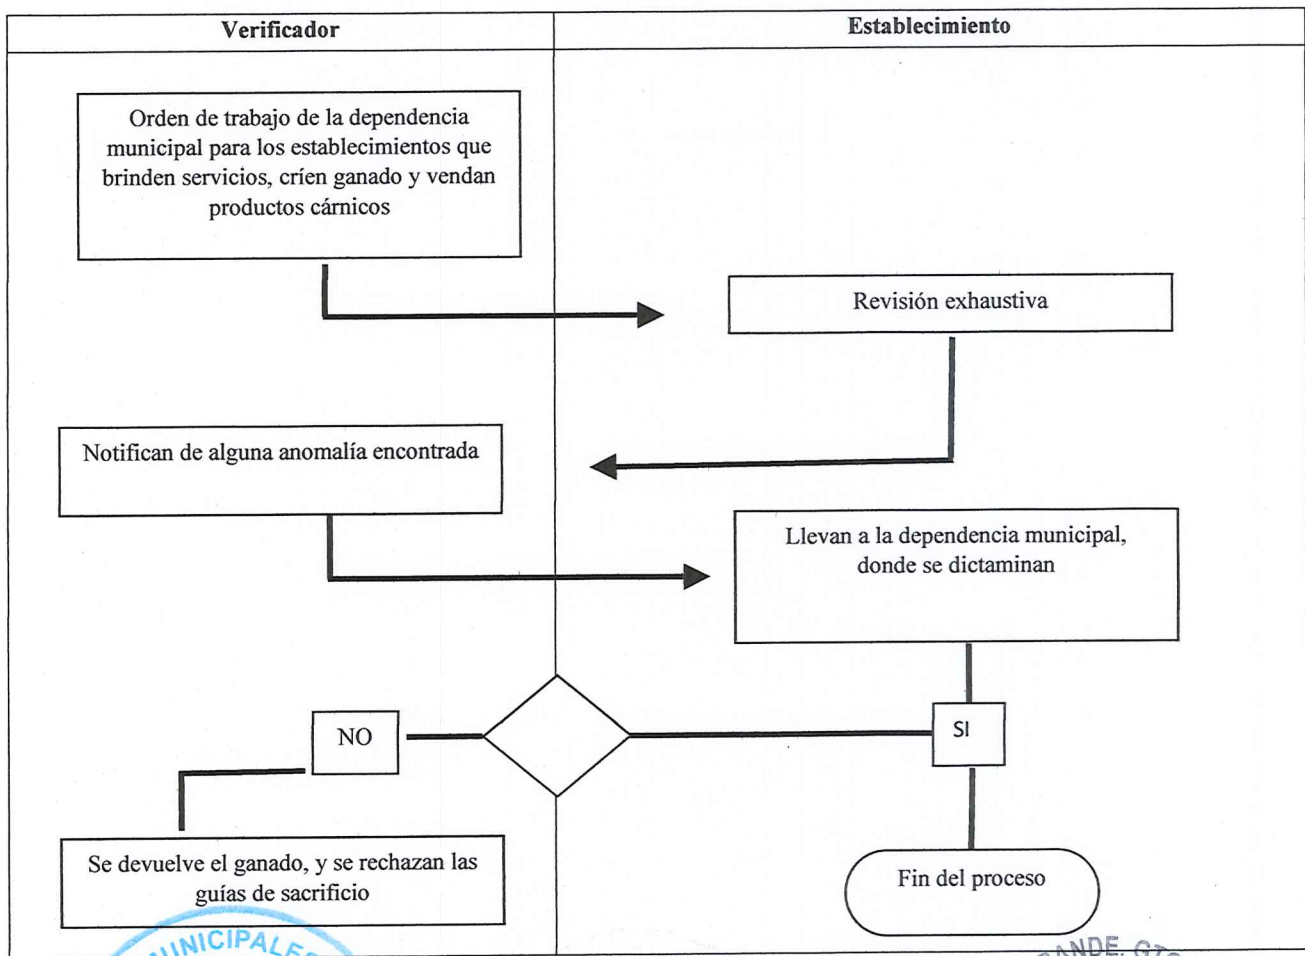 Verificador
Establecimiento
Orden de trabajo de la dependencia
municipal para los establecimientos que
brinden servicios, críen ganado y vendan
productos cárnicos
Revisión exhaustiva
Notifican de alguna anomalía encontrada
Llevan a la dependencia municipal,
donde se dictaminan
NO
SI
Se devuelve el ganado, y se rechazan las
guías de sacrificio
Fin del proceso
MUNICIPALES